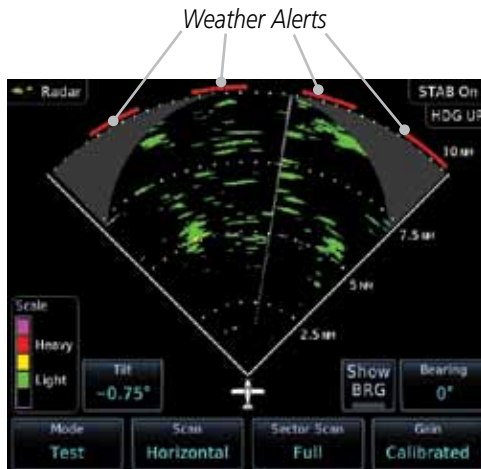 Weather Alerts
Radar
STAB On
HDG UP
10 NM
7.5 NM
5 NM
2.5 NM
Scale
Heavy
Light
Tilt
-0.75°
Show
BRG
Bearing
0°
Mode
Test
Scan
Horizontal
Sector Scan
Full
Gain
Calibrated